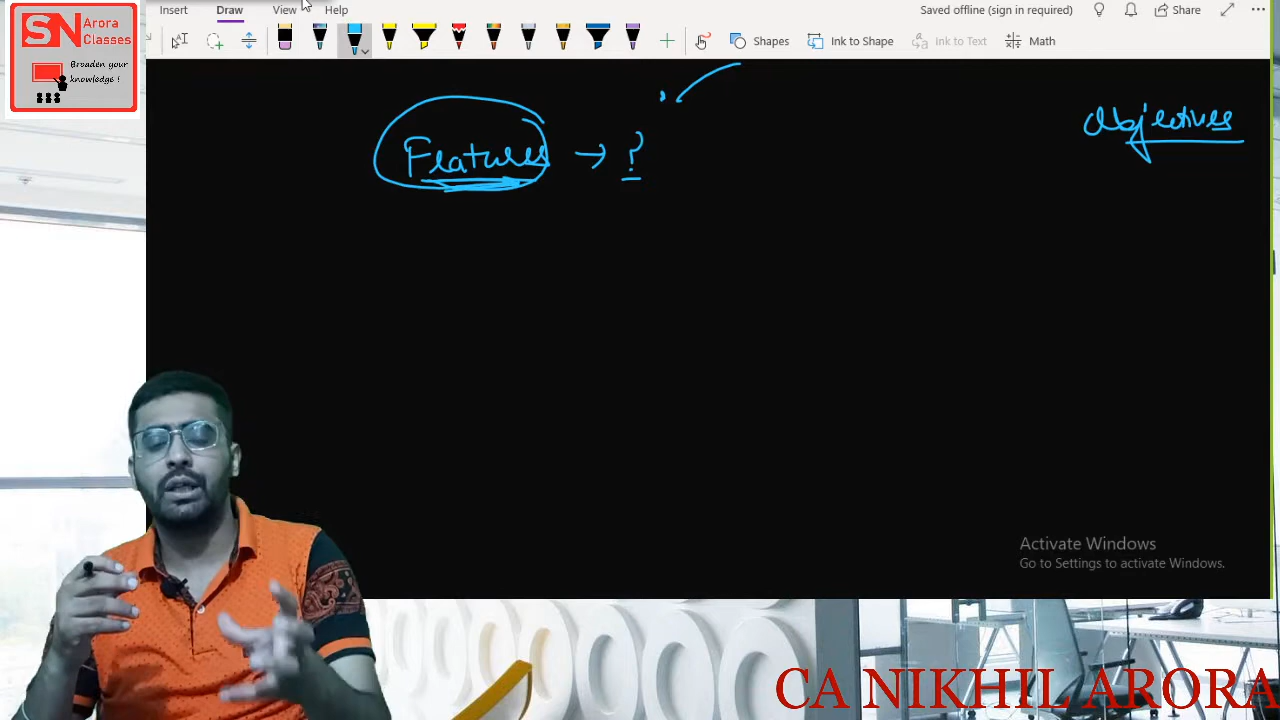 SN Arora Classes
Broaden your knowledge !
Insert Draw View Help
Saved offline (sign in required) Share
Shapes Ink to Shape Ink to Text Math
Objectives
Features → ?
Activate Windows
Go to Settings to activate Windows.
CA NIKHIL ARORA